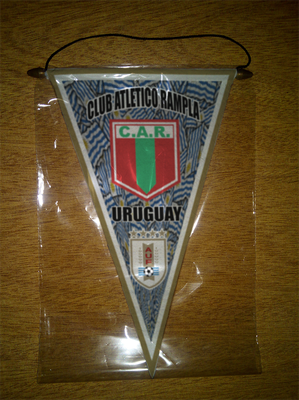 CLUB ATLETICO RAMPLA
C.A.R.
URUGUAY